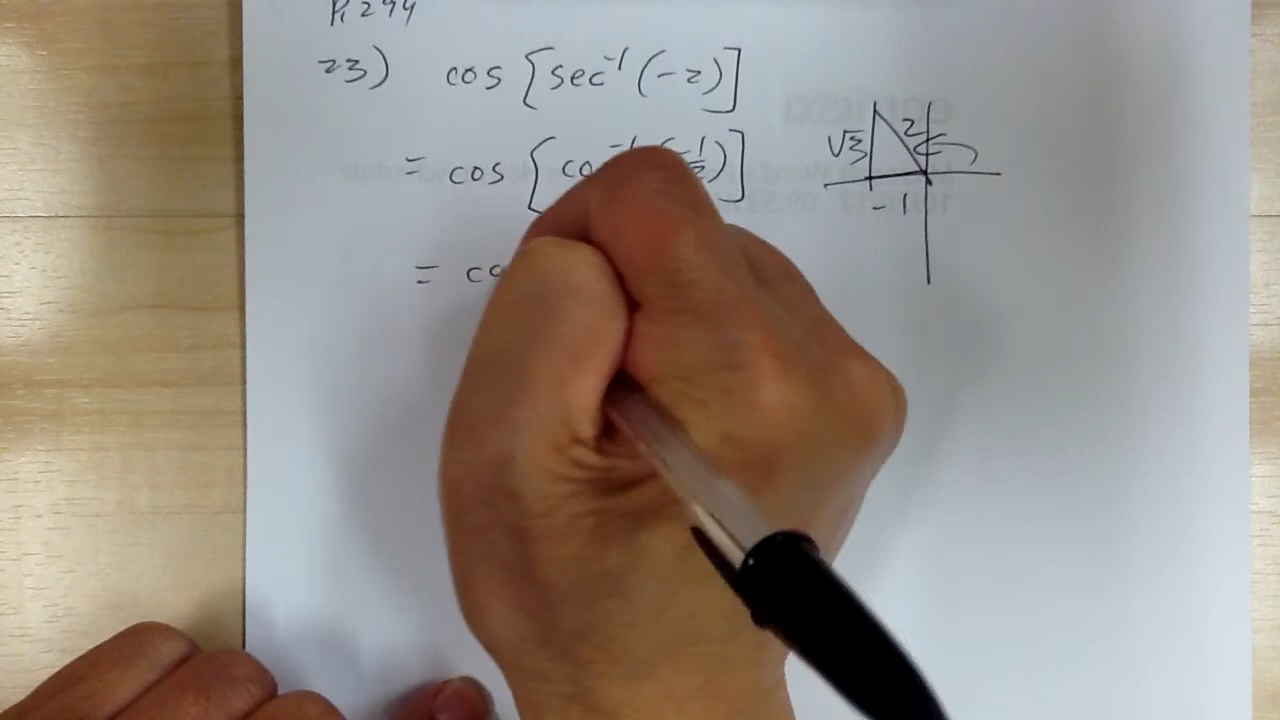 P. 294
23) cos [sec⁻¹(-2)]
= cos [co
= co
√3 2
-1